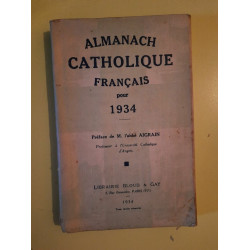 ALMANACH
CATHOLIQUE
FRANÇAIS
pour
1934
Préface de M. l'abbé AIGRAIN
Professeur à l'Université Catholique
d'Angers
LIBRAIRIE BLOUD & GAY
1934